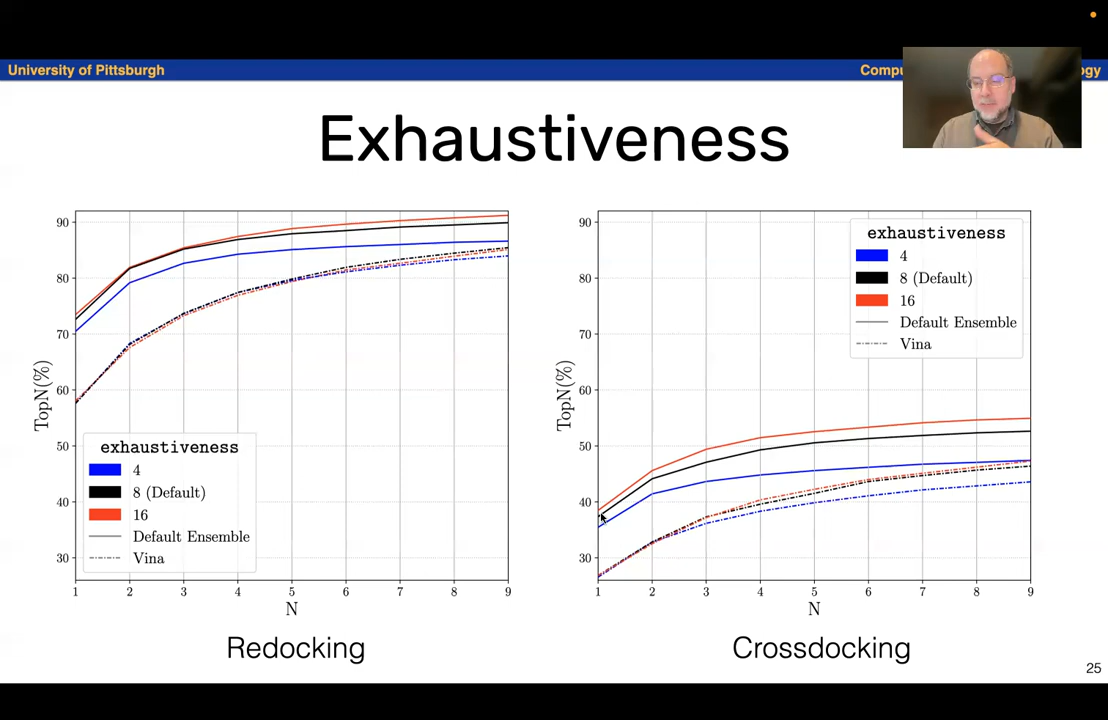 University of Pittsburgh
Compu
ogy
Exhaustiveness
90
80
70
60
50
40
30
TopN(%)
exhaustiveness
4
8 (Default)
16
Default Ensemble
Vina
1 2 3 4 5 6 7 8 9
N
Redocking
90
80
70
60
50
40
30
TopN(%)
exhaustiveness
4
8 (Default)
16
Default Ensemble
Vina
1 2 3 4 5 6 7 8 9
N
Crossdocking
25